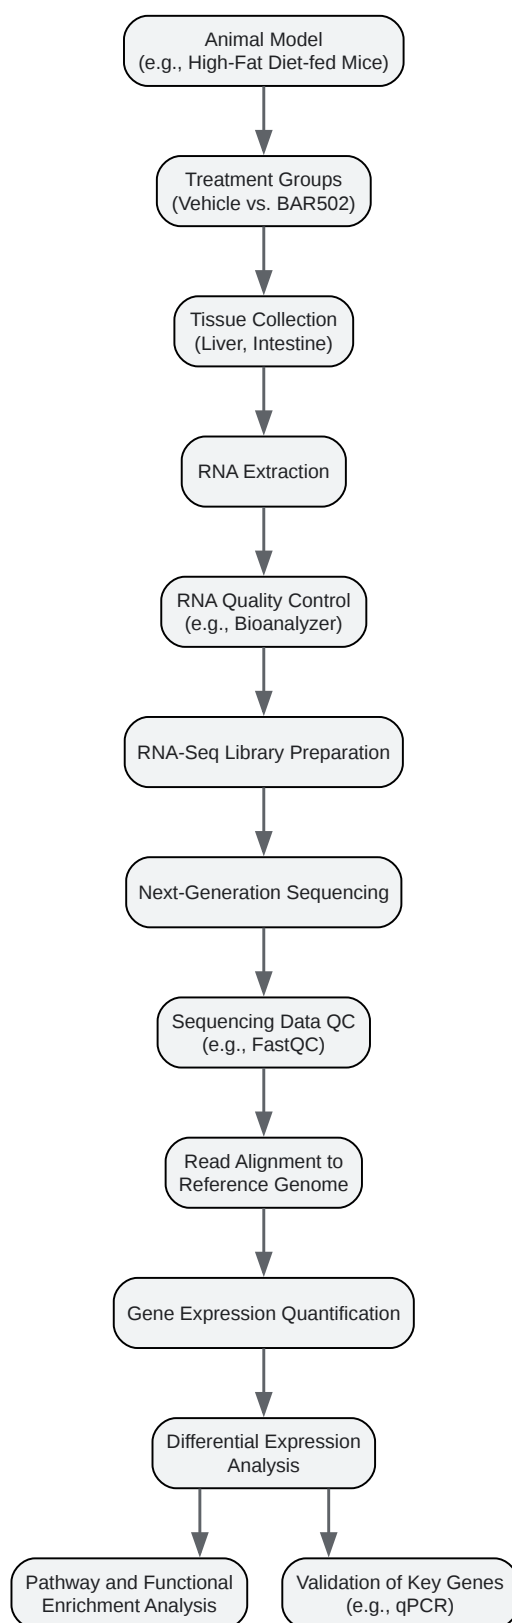 Animal Model
(e.g., High-Fat Diet-fed Mice)
Treatment Groups
(Vehicle vs. BAR502)
Tissue Collection
(Liver, Intestine)
RNA Extraction
RNA Quality Control
(e.g., Bioanalyzer)
RNA-Seq Library Preparation
Next-Generation Sequencing
Sequencing Data QC
(e.g., FastQC)
Read Alignment to
Reference Genome
Gene Expression Quantification
Differential Expression
Analysis
Pathway and Functional
Enrichment Analysis
Validation of Key Genes
(e.g., qPCR)